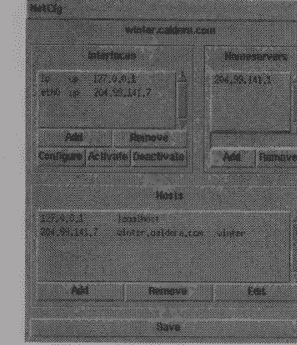 NetCfg
winter.caldera.com
Interfaces
lo up 127.0.0.1
eth0 up 204.99.141.7
Add Remove
Configure Activate Deactivate
Nameservers
204.99.141.1
Add Remove
Hosts
127.0.0.1 localhost
204.99.141.7 winter.caldera.com winter
Add Remove Edit
Save